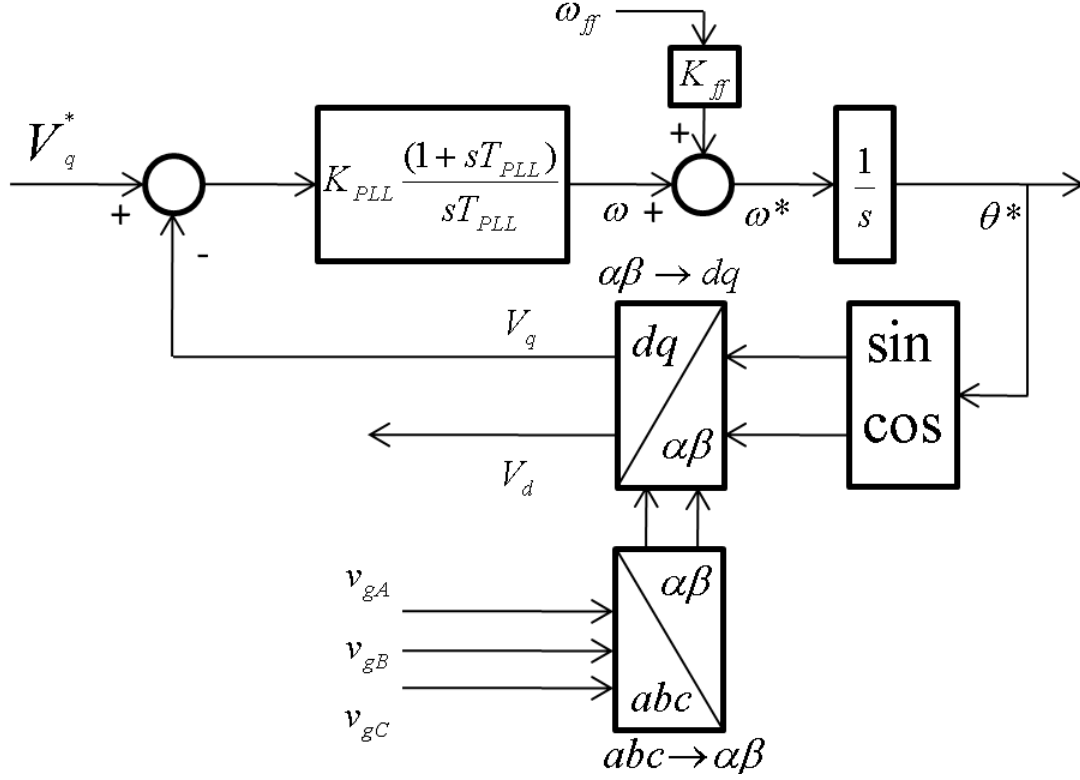 ω_ff
K_ff
V_q^*
+
-
K_PLL (1 + sT_PLL) / sT_PLL
ω
+
+
ω*
1/s
θ*
αβ → dq
V_q
dq
αβ
sin
cos
V_d
v_gA
v_gB
v_gC
αβ
abc
abc → αβ